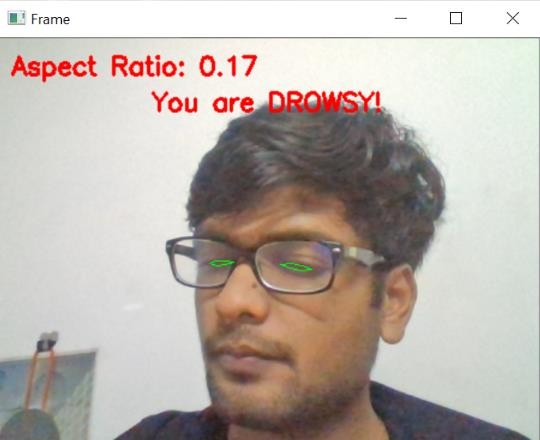 Frame
Aspect Ratio: 0.17
You are DROWSY!